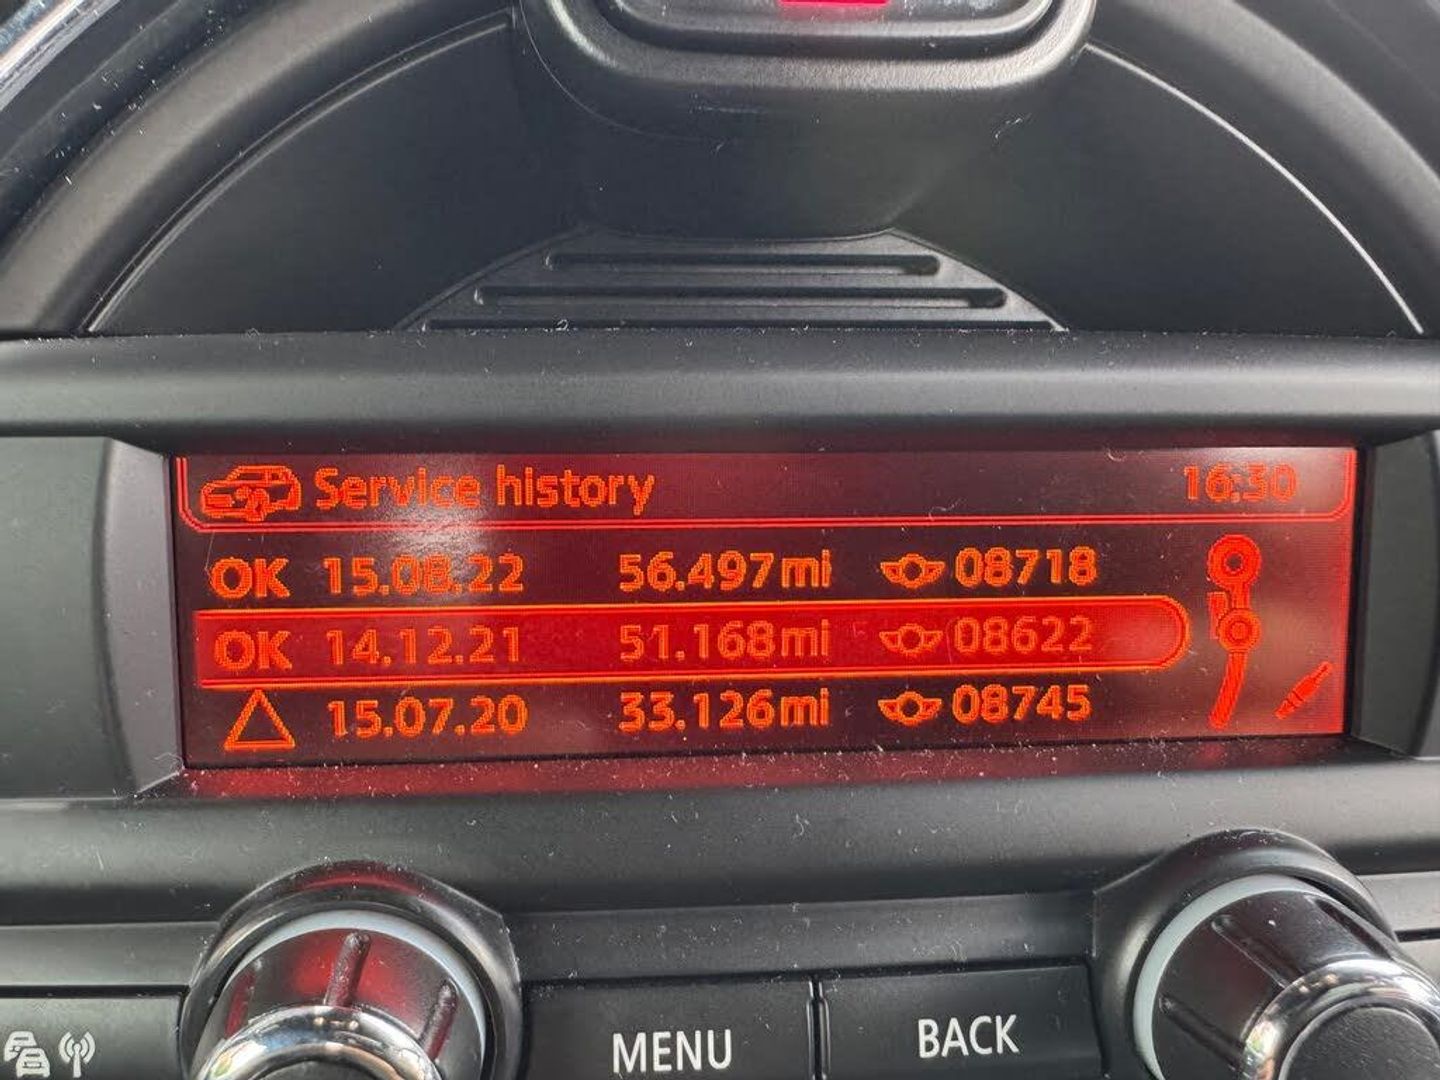 Service history 16:30
OK 15.08.22 56.497mi 08718
OK 14.12.21 51.168mi 08622
15.07.20 33.126mi 08745
MENU BACK